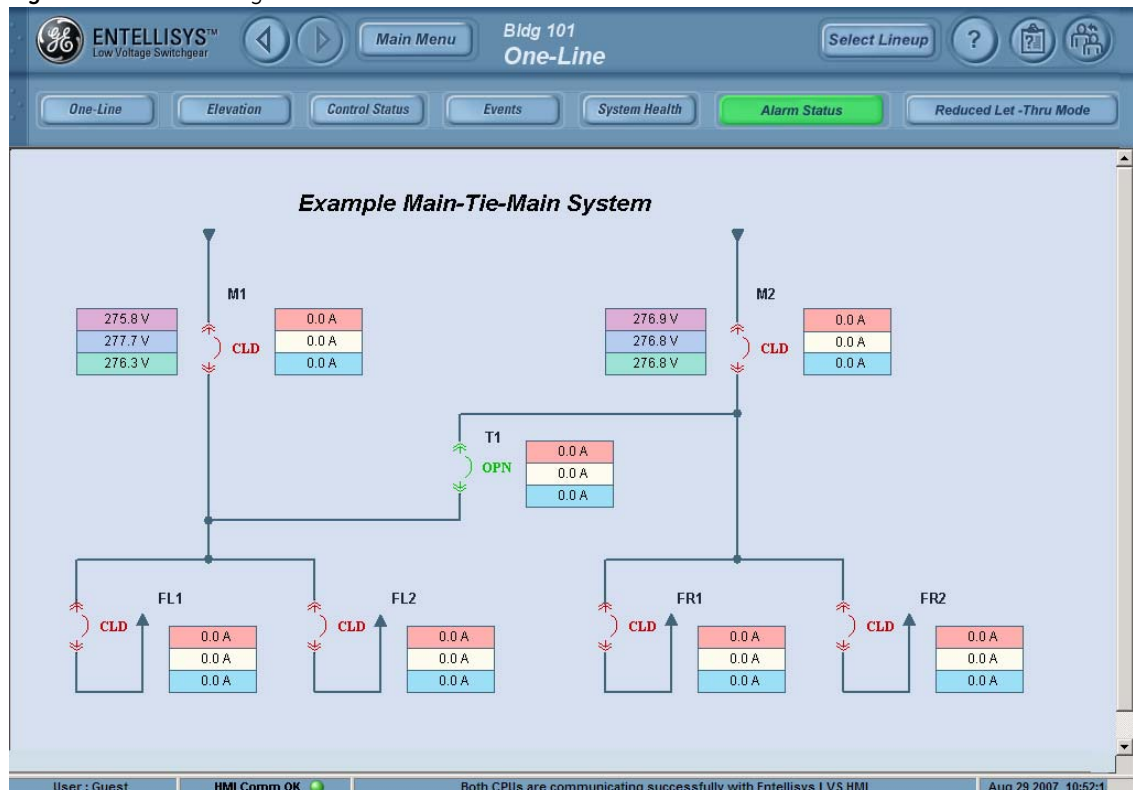 ENTELLISYS™
Low Voltage Switchgear
Main Menu
Bldg 101
One-Line
Select Lineup
?
?
One-Line
Elevation
Control Status
Events
System Health
Alarm Status
Reduced Let -Thru Mode
Example Main-Tie-Main System
M1
275.8 V
277.7 V
276.3 V
CLD
0.0 A
0.0 A
0.0 A
M2
276.9 V
276.8 V
276.8 V
CLD
0.0 A
0.0 A
0.0 A
T1
OPN
0.0 A
0.0 A
0.0 A
FL1
CLD
0.0 A
0.0 A
0.0 A
FL2
CLD
0.0 A
0.0 A
0.0 A
FR1
CLD
0.0 A
0.0 A
0.0 A
FR2
CLD
0.0 A
0.0 A
0.0 A
User : Guest
HMI Comm OK
Both CPUs are communicating successfully with Entellisys LVS HMI
Aug 29 2007 10:52:1